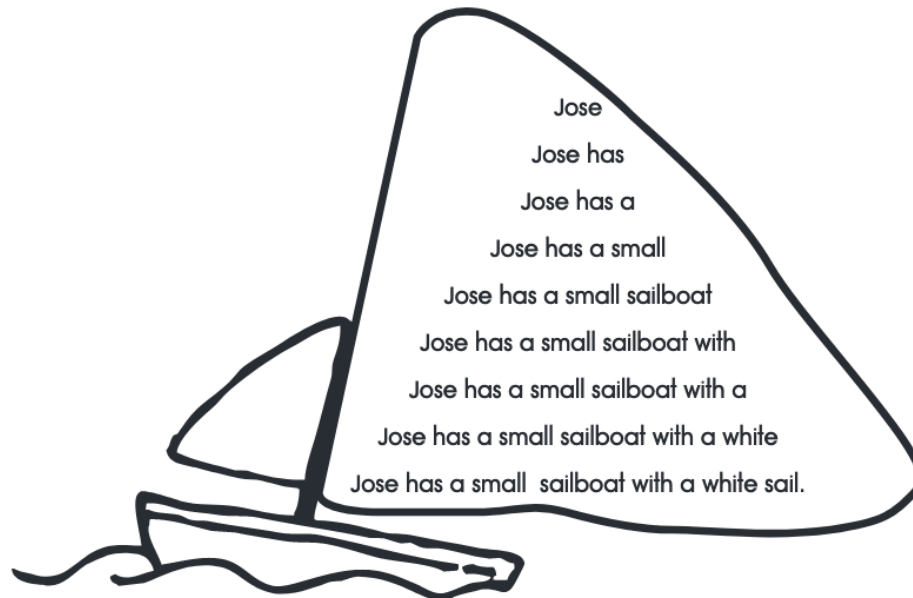 Jose
Jose has
Jose has a
Jose has a small
Jose has a small sailboat
Jose has a small sailboat with
Jose has a small sailboat with a
Jose has a small sailboat with a white
Jose has a small  sailboat with a white sail.